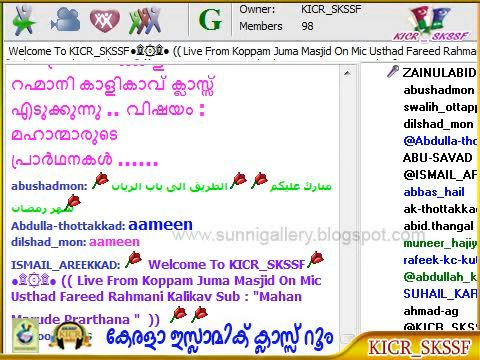 Owner: KICR_SKSSF
Members 98
KICR_SKSSF
Welcome To KICR_SKSSF●۩۞۩● (( Live From Koppam Juma Masjid On Mic Usthad Fareed Rahma
റഹ്മാനി കാളികാവ് ക്ലാസ്സ്
എടുക്കുന്നു .. വിഷയം :
മഹാന്മാരുടെ
പ്രാർഥനകൾ ......
abushadmon: مبارك عليكم الطريق الى باب الريان
شهر رمضان
Abdulla-thottakkad: aameen
dilshad_mon: aameen
ISMAIL_AREEKKAD: Welcome To KICR_SKSSF
●۩۞۩● (( Live From Koppam Juma Masjid On Mic
Usthad Fareed Rahmani Kalikav Sub : "Mahan
Marude Prarthana " ))
ZAINULABID
abushadmon
swalih_ottapp
dilshad_mon
@Abdulla-tho
ABU-SAVAD
@ISMAIL_AR
abbas_hail
ak-thottakkad
abid.thangal
muneer_hajiy
rafeek-kc-kut
@abdullah_k
SUHAIL_KAR
ahmad-ag
@KICR_SKS
www.sunnigallery.blogspot.com
കേരളാ ഇസ്ലാമിക് ക്ലാസ്സ് റൂം
KICR_SKSSF